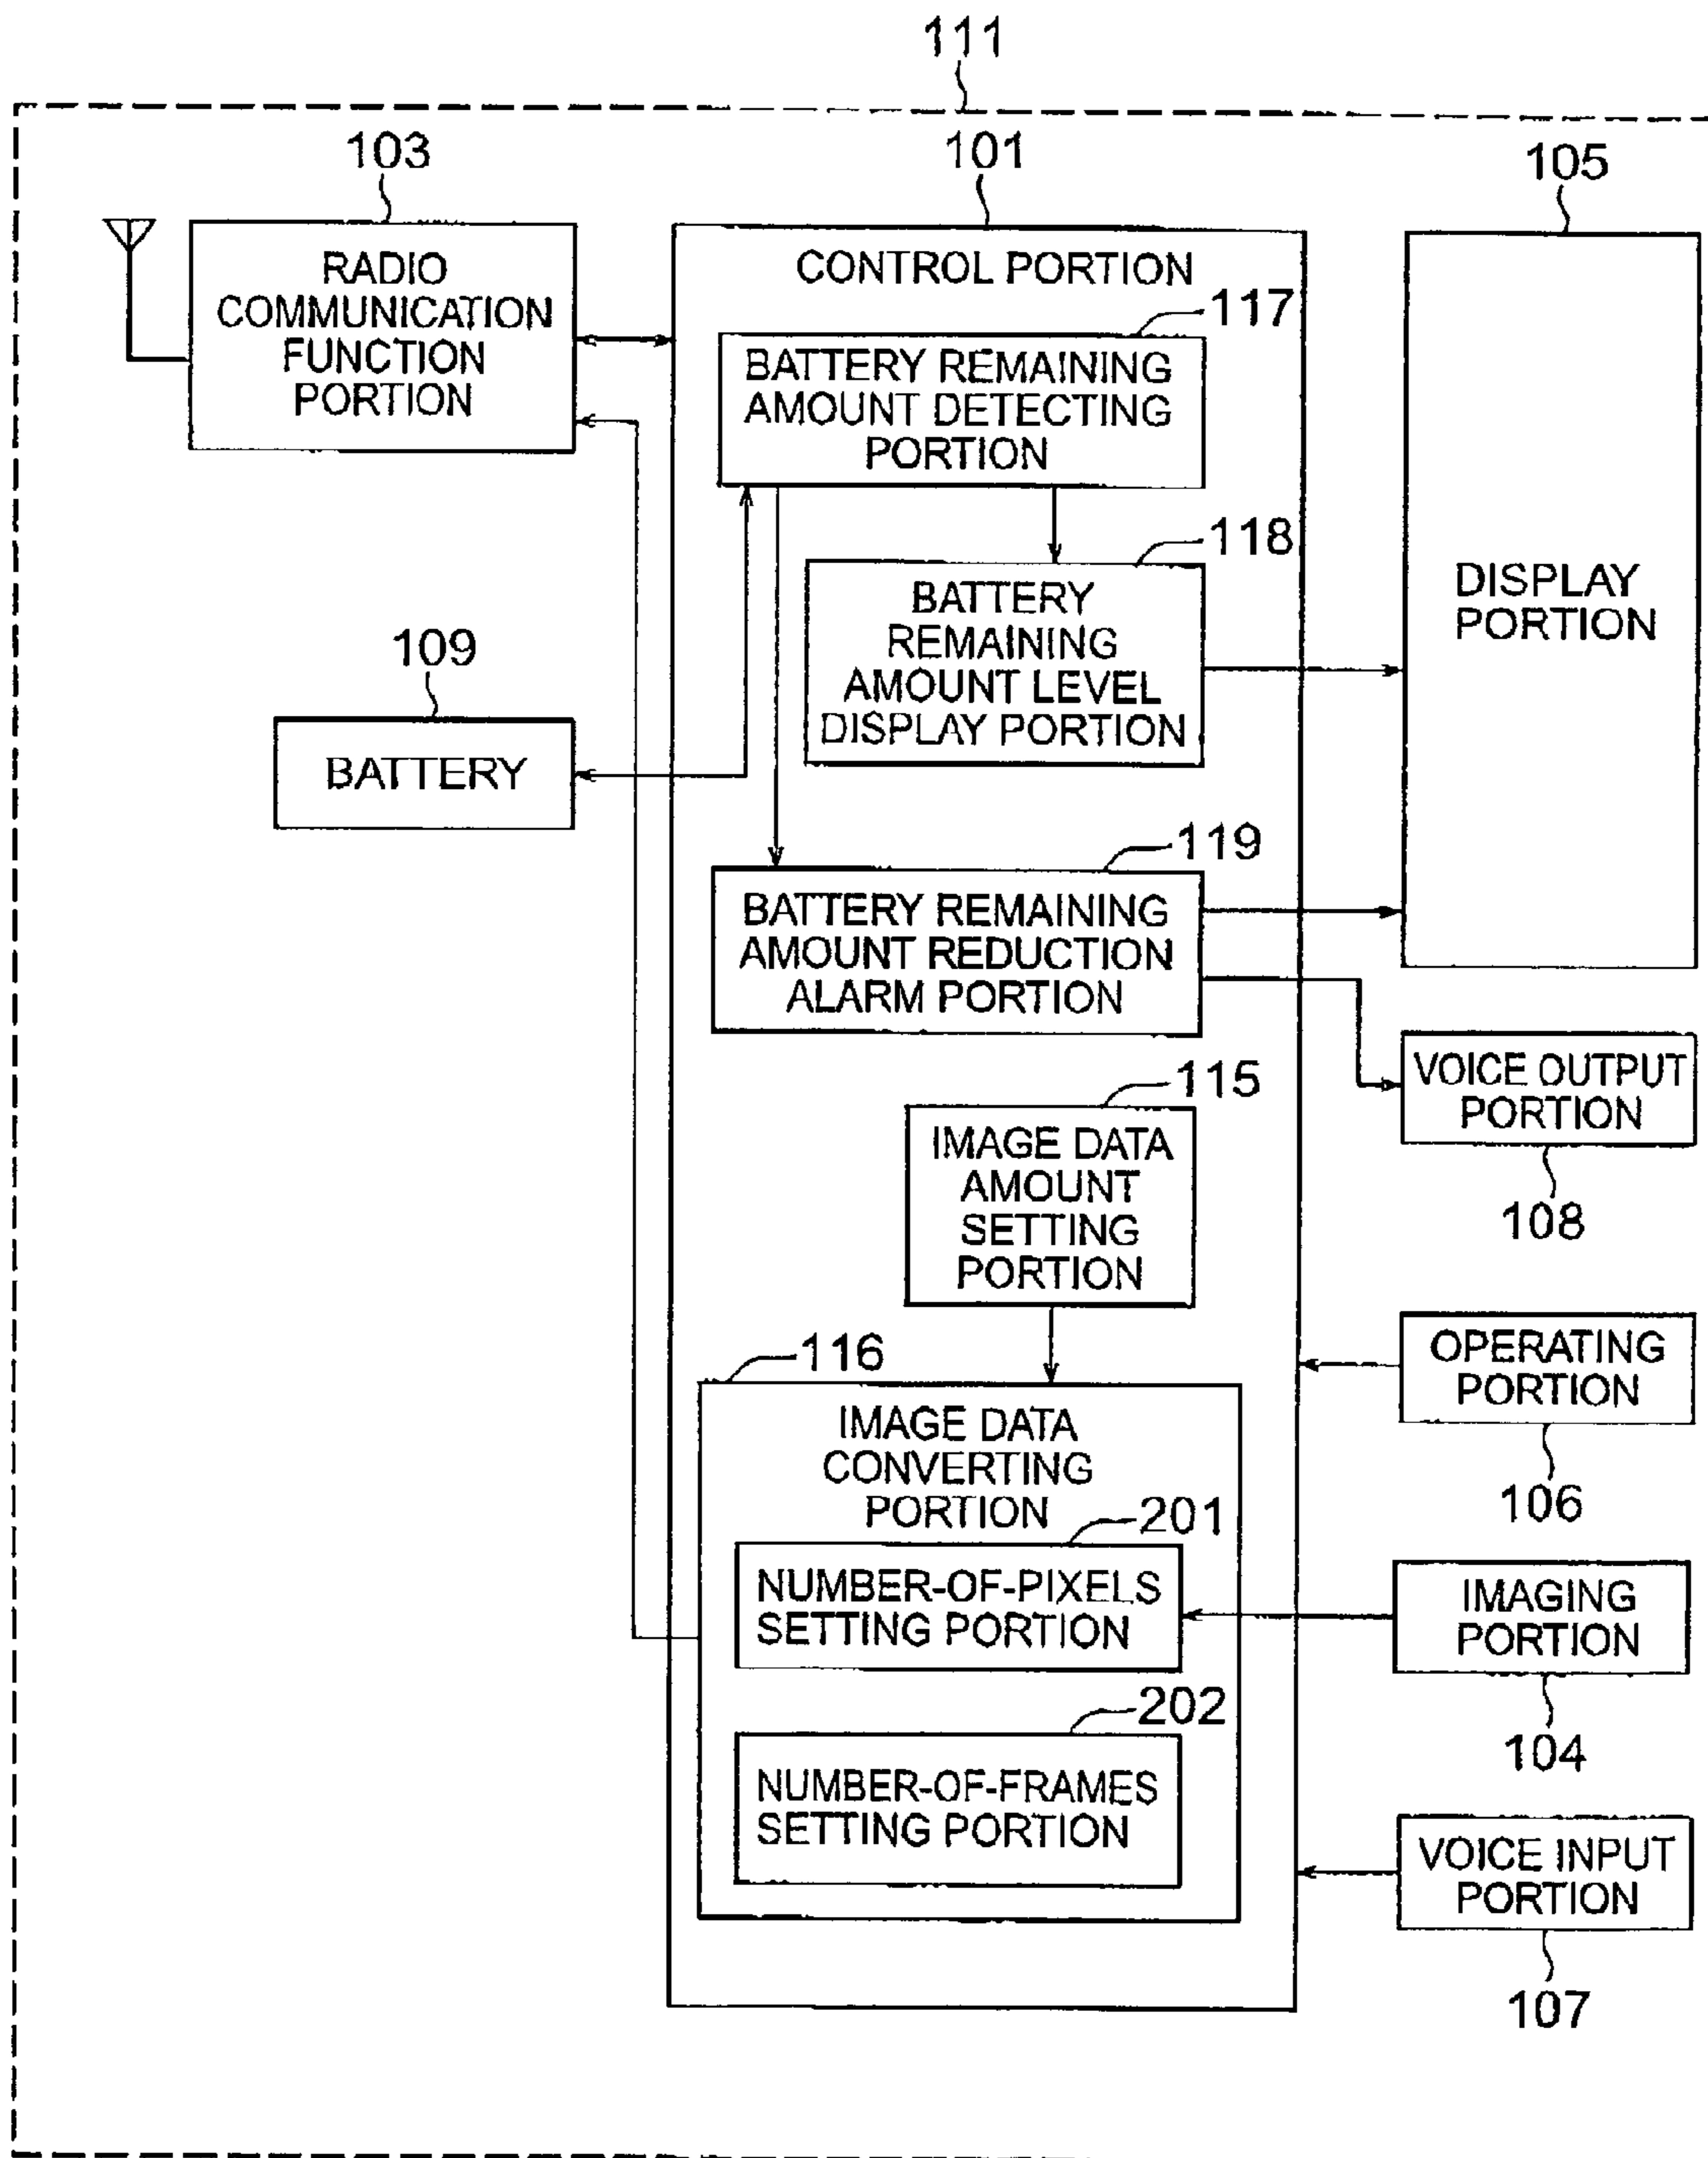 111
103
101
105
RADIO
COMMUNICATION
FUNCTION
PORTION
CONTROL PORTION
117
BATTERY REMAINING
AMOUNT DETECTING
PORTION
118
BATTERY
REMAINING
AMOUNT LEVEL
DISPLAY PORTION
DISPLAY
PORTION
109
BATTERY
119
BATTERY REMAINING
AMOUNT REDUCTION
ALARM PORTION
VOICE OUTPUT
PORTION
108
115
IMAGE DATA
AMOUNT
SETTING
PORTION
OPERATING
PORTION
106
116
IMAGE DATA
CONVERTING
PORTION
201
NUMBER-OF-PIXELS
SETTING PORTION
IMAGING
PORTION
104
202
NUMBER-OF-FRAMES
SETTING PORTION
VOICE INPUT
PORTION
107